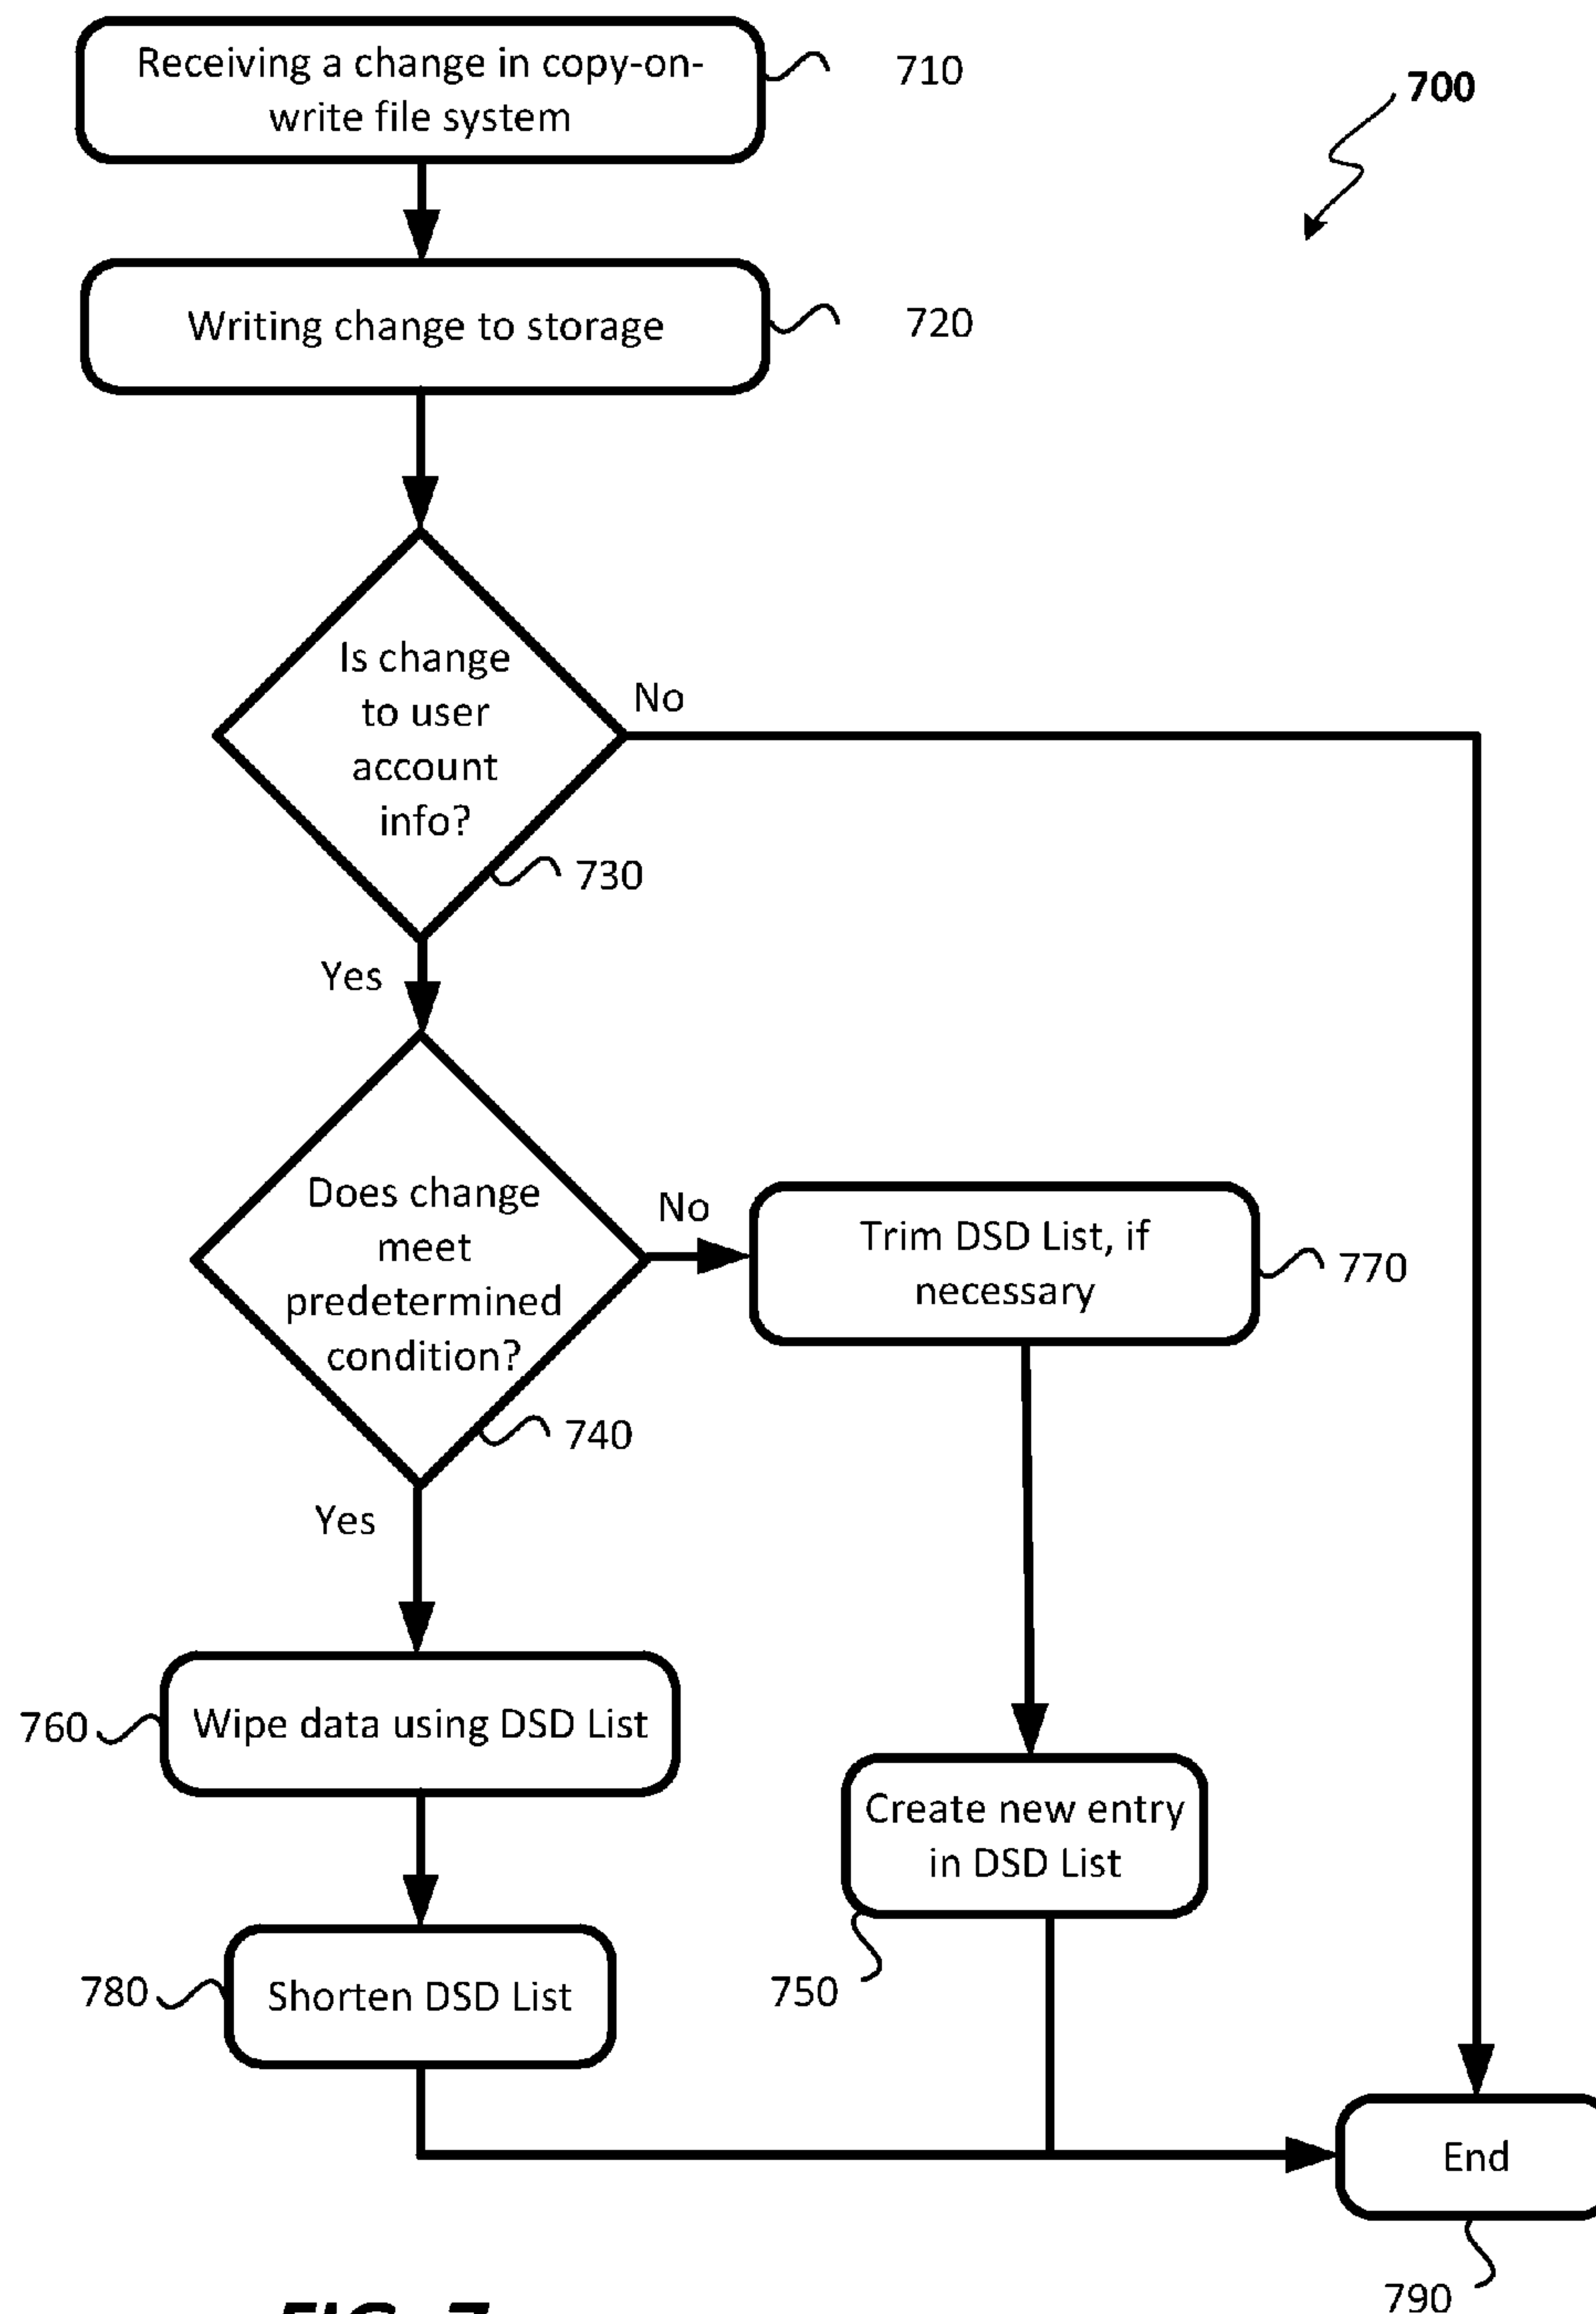 Receiving a change in copy-on-
write file system
710
700
Writing change to storage
720
Is change
to user
account
info?
No
730
Yes
Does change
meet
predetermined
condition?
No
740
Trim DSD List, if
necessary
770
Yes
Wipe data using DSD List
760
Create new entry
in DSD List
750
Shorten DSD List
780
End
790